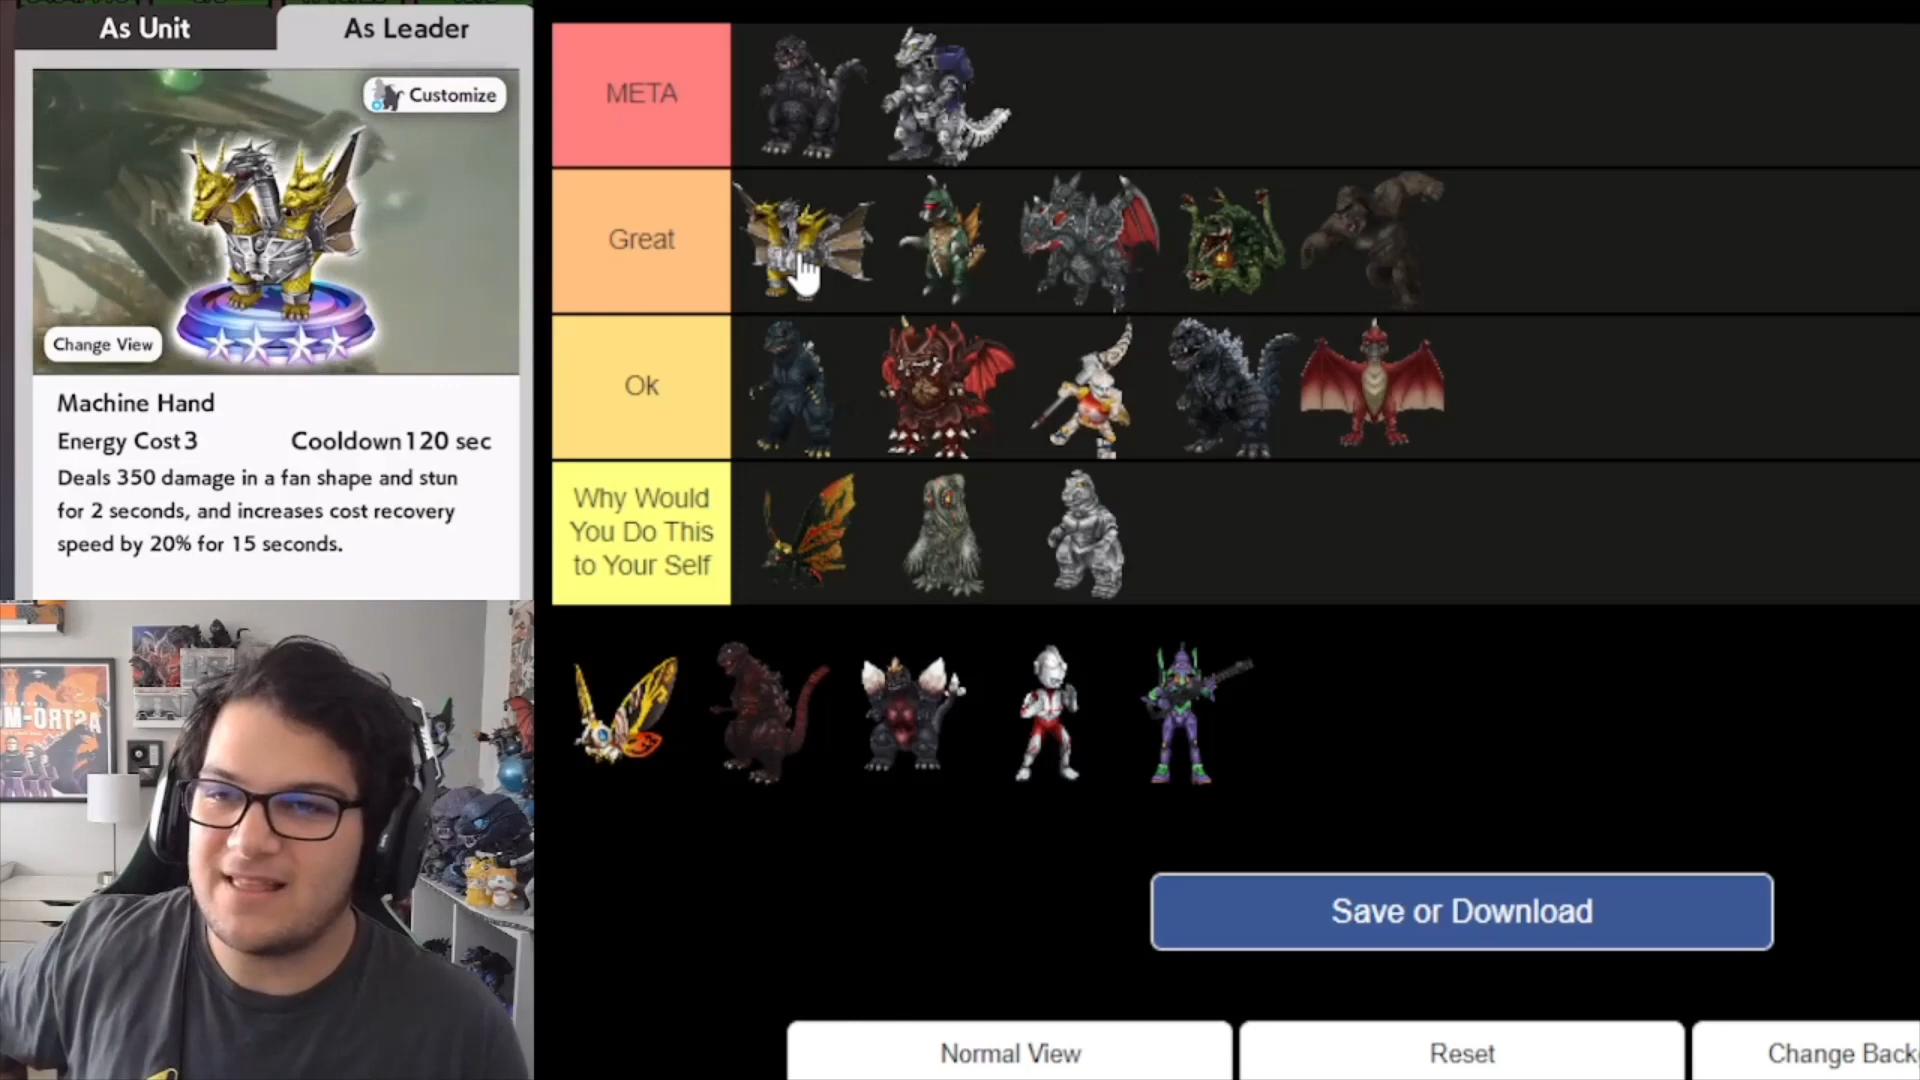 As Unit
As Leader
Customize
Change View
Machine Hand
Energy Cost 3
Cooldown 120 sec
Deals 350 damage in a fan shape and stun
for 2 seconds, and increases cost recovery
speed by 20% for 15 seconds.
META
Great
Ok
Why Would
You Do This
to Your Self
Save or Download
Normal View
Reset
Change Back